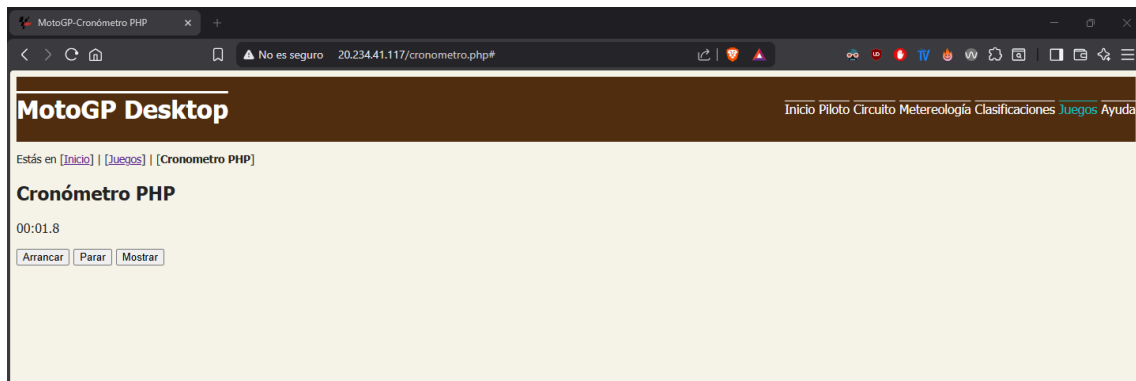 MotoGP-Cronómetro PHP
No es seguro 20.234.41.117/cronometro.php#
MotoGP Desktop
Inicio Piloto Circuito Metereología Clasificaciones Juegos Ayuda
Estás en [Inicio] | [Juegos] | [Cronometro PHP]
Cronómetro PHP
00:01.8
Arrancar Parar Mostrar